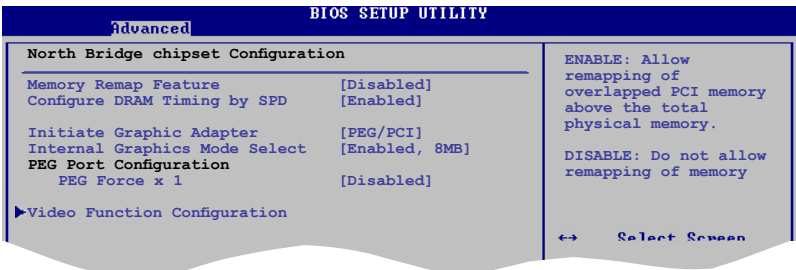 BIOS SETUP UTILITY
Advanced
North Bridge chipset Configuration
Memory Remap Feature [Disabled]
Configure DRAM Timing by SPD [Enabled]
Initiate Graphic Adapter [PEG/PCI]
Internal Graphics Mode Select [Enabled, 8MB]
PEG Port Configuration
PEG Force x 1 [Disabled]
Video Function Configuration
ENABLE: Allow
remapping of
overlapped PCI memory
above the total
physical memory.
DISABLE: Do not allow
remapping of memory
←→ Select Screen